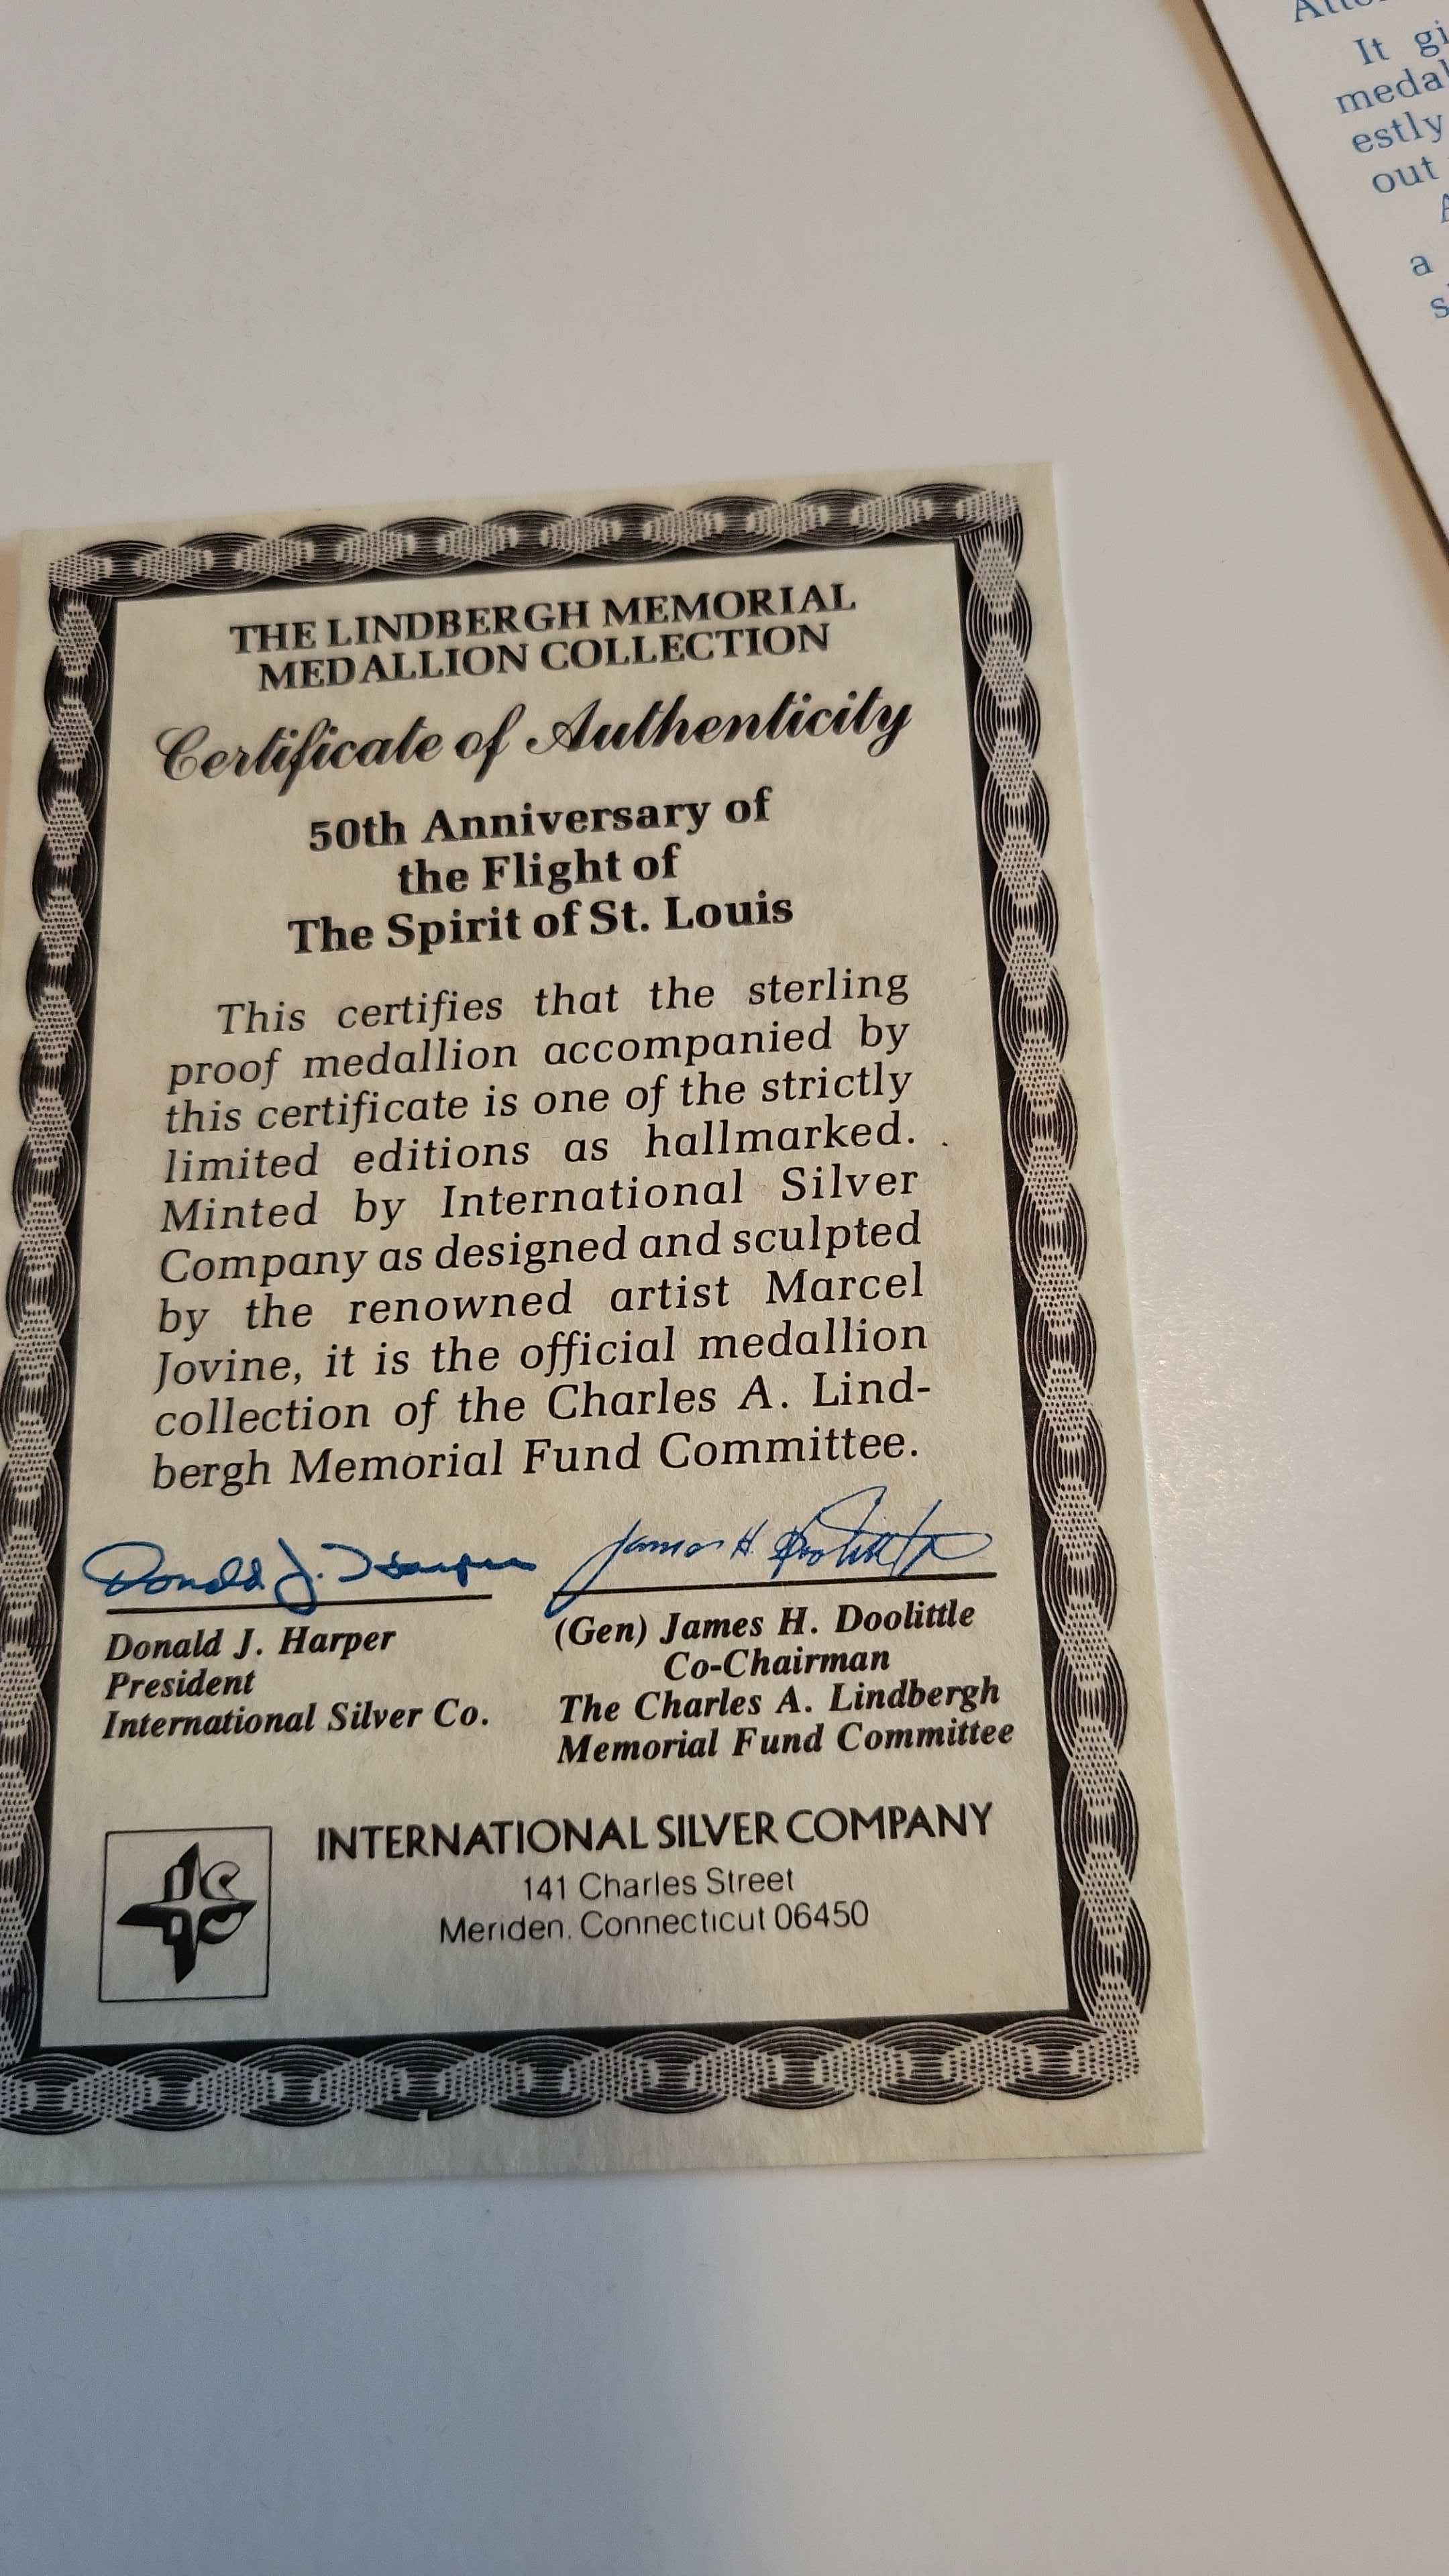 THE LINDBERGH MEMORIAL
MEDALLION COLLECTION
Certificate of Authenticity
50th Anniversary of
the Flight of
The Spirit of St. Louis
This certifies that the sterling
proof medallion accompanied by
this certificate is one of the strictly
limited editions as hallmarked.
Minted by International Silver
Company as designed and sculpted
by the renowned artist Marcel
Jovine, it is the official medallion
collection of the Charles A. Lind-
bergh Memorial Fund Committee.
Donald J. Harper
James H. Doolittle
Donald J. Harper
President
International Silver Co.
(Gen) James H. Doolittle
Co-Chairman
The Charles A. Lindbergh
Memorial Fund Committee
INTERNATIONAL SILVER COMPANY
141 Charles Street
Meriden, Connecticut 06450
It gi
medal
estly
out
A
a